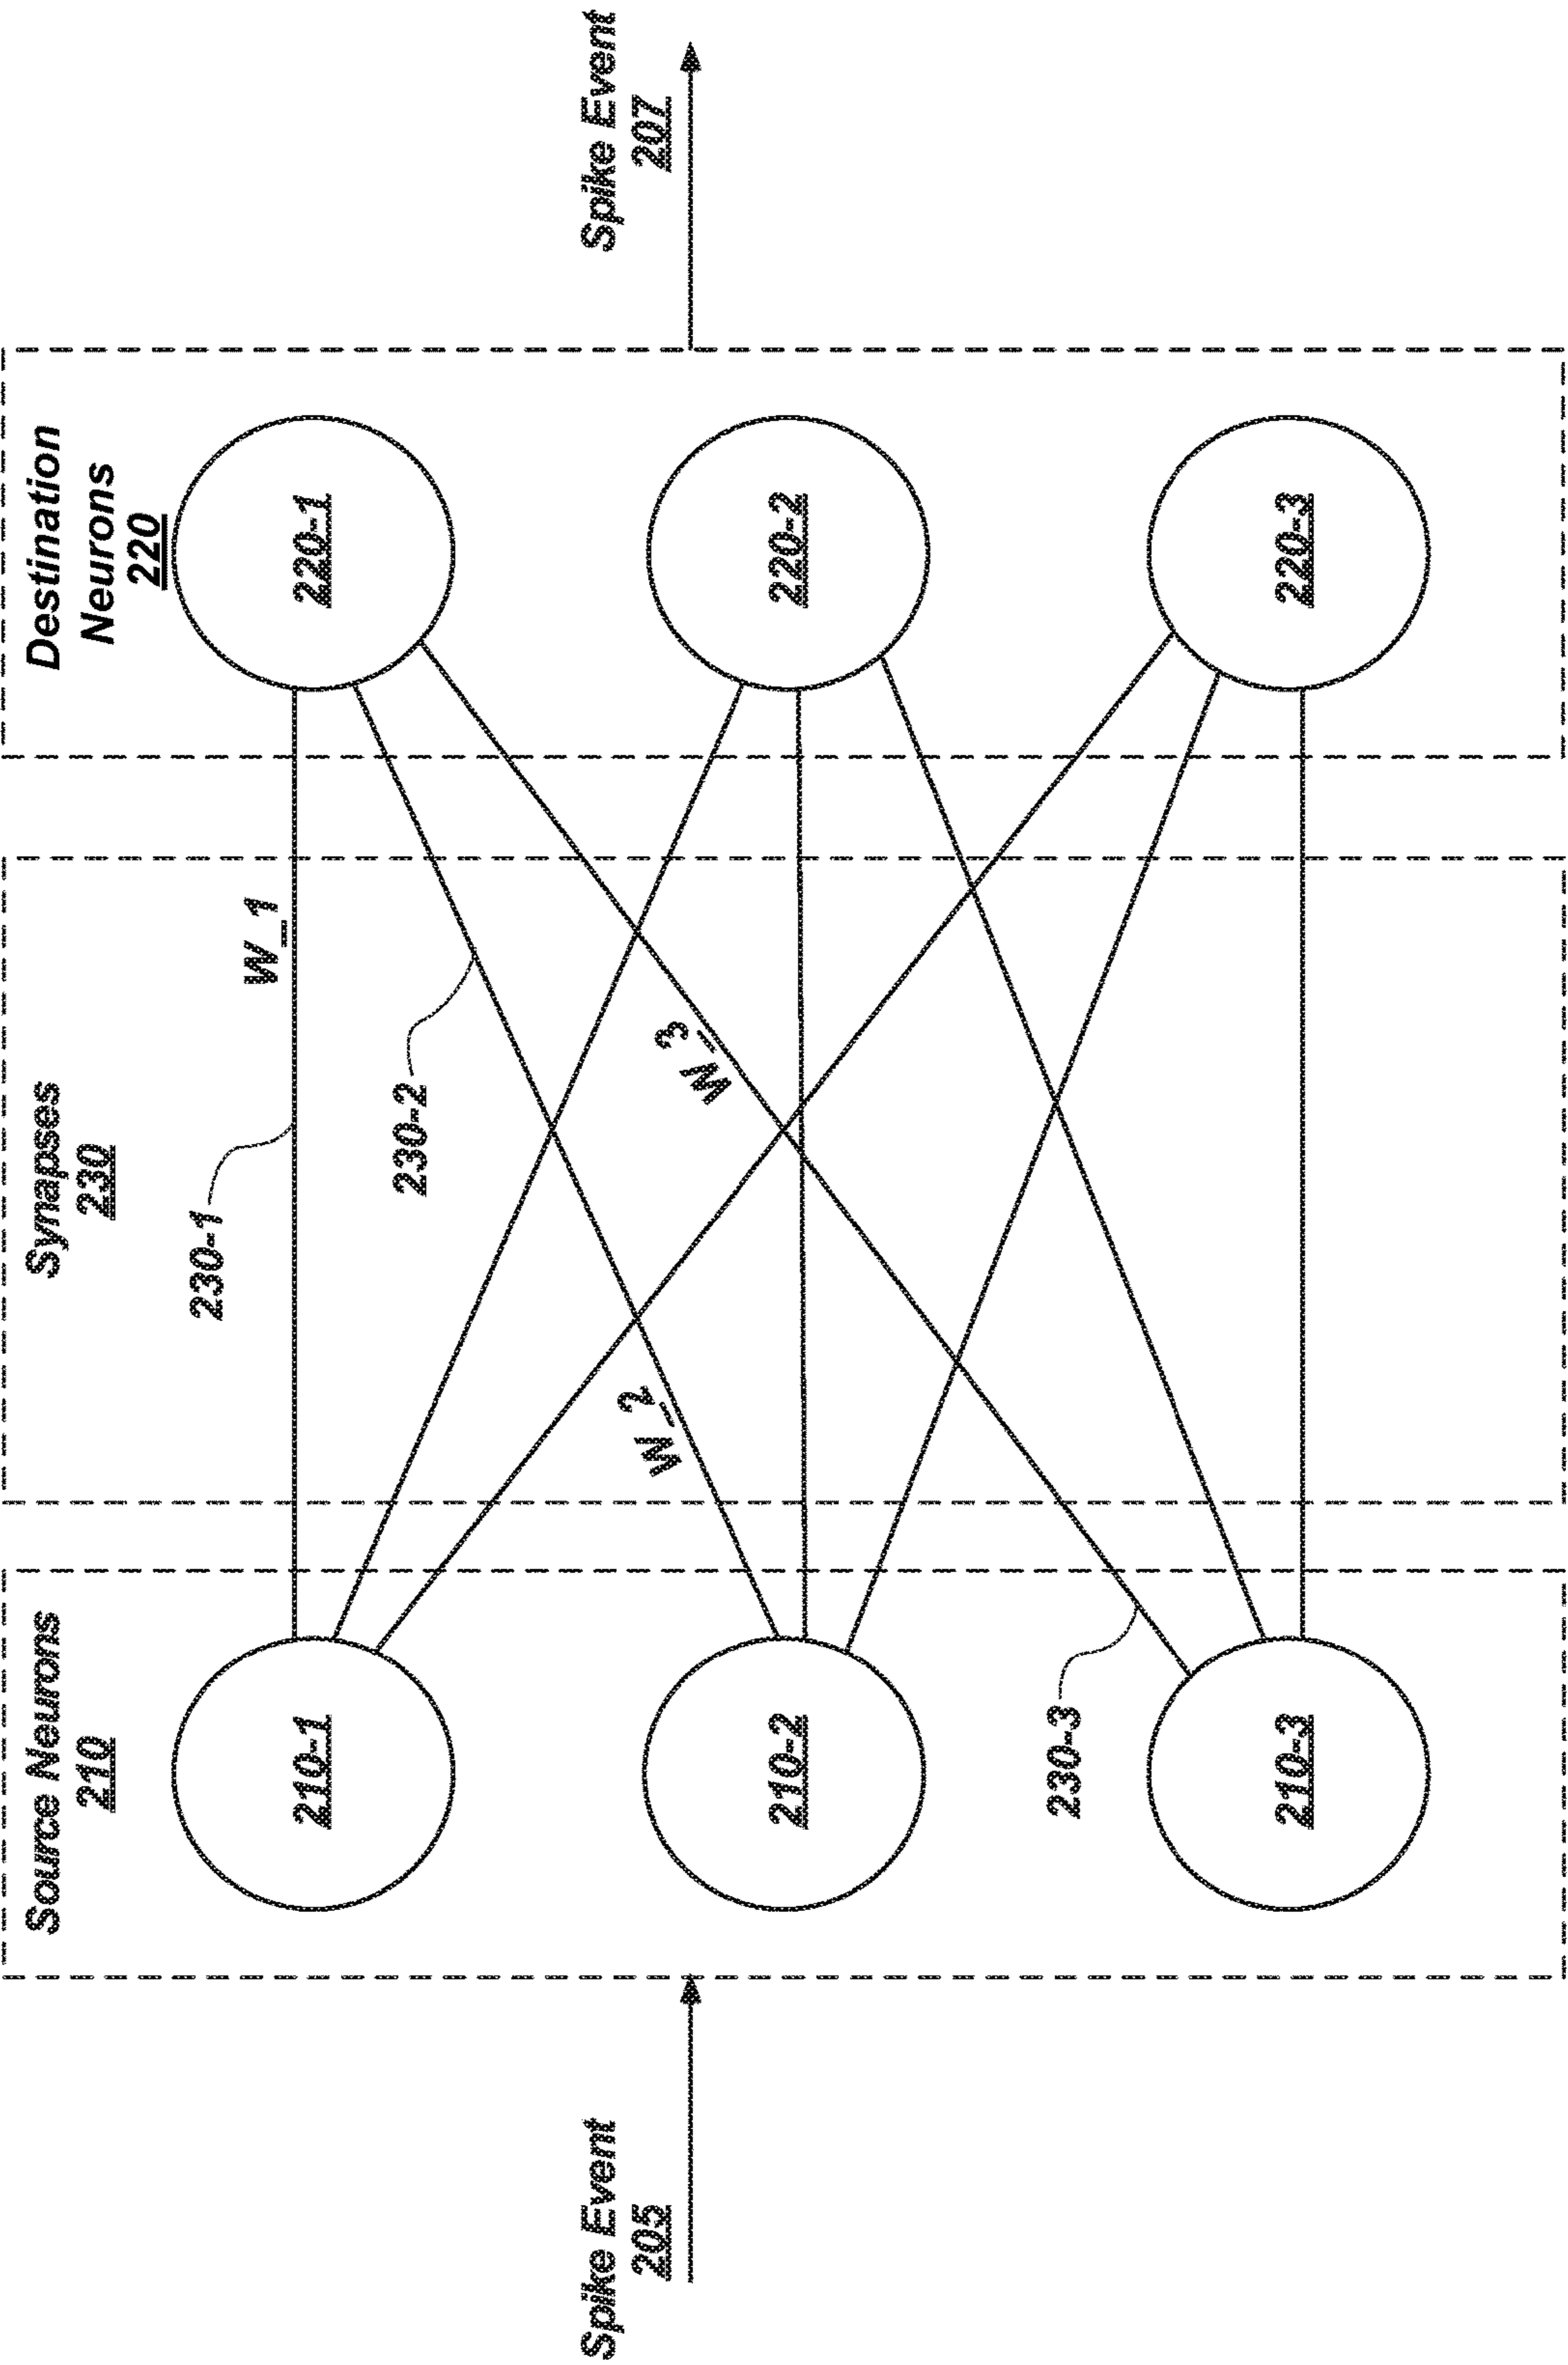 Spike Event
205
Source Neurons
210
210-1
210-2
210-3
230-3
Synapses
230
230-1
230-2
W_1
W_2
W_3
Destination
Neurons
220
220-1
220-2
220-3
Spike Event
207